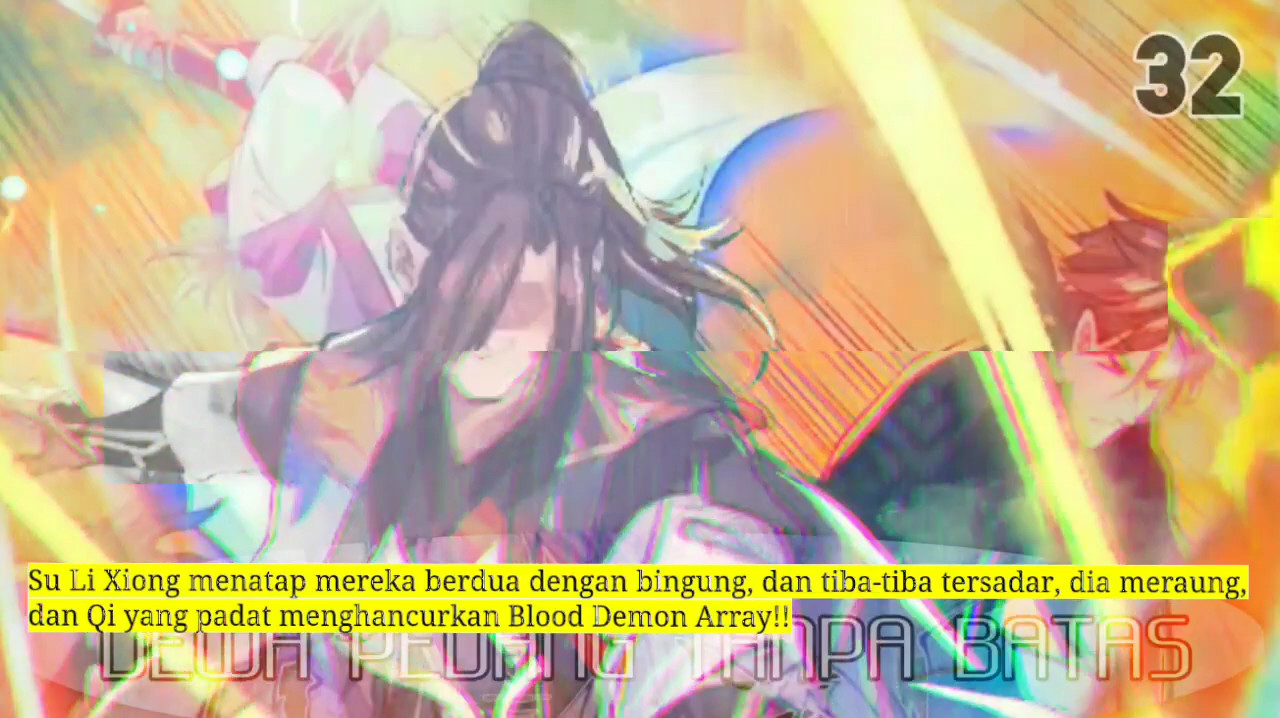 32
Su Li Xiong menatap mereka berdua dengan bingung, dan tiba-tiba tersadar, dia meraung,
dan Qi yang padat menghancurkan Blood Demon Array!!
DEWA PEDANG TANPA BATAS